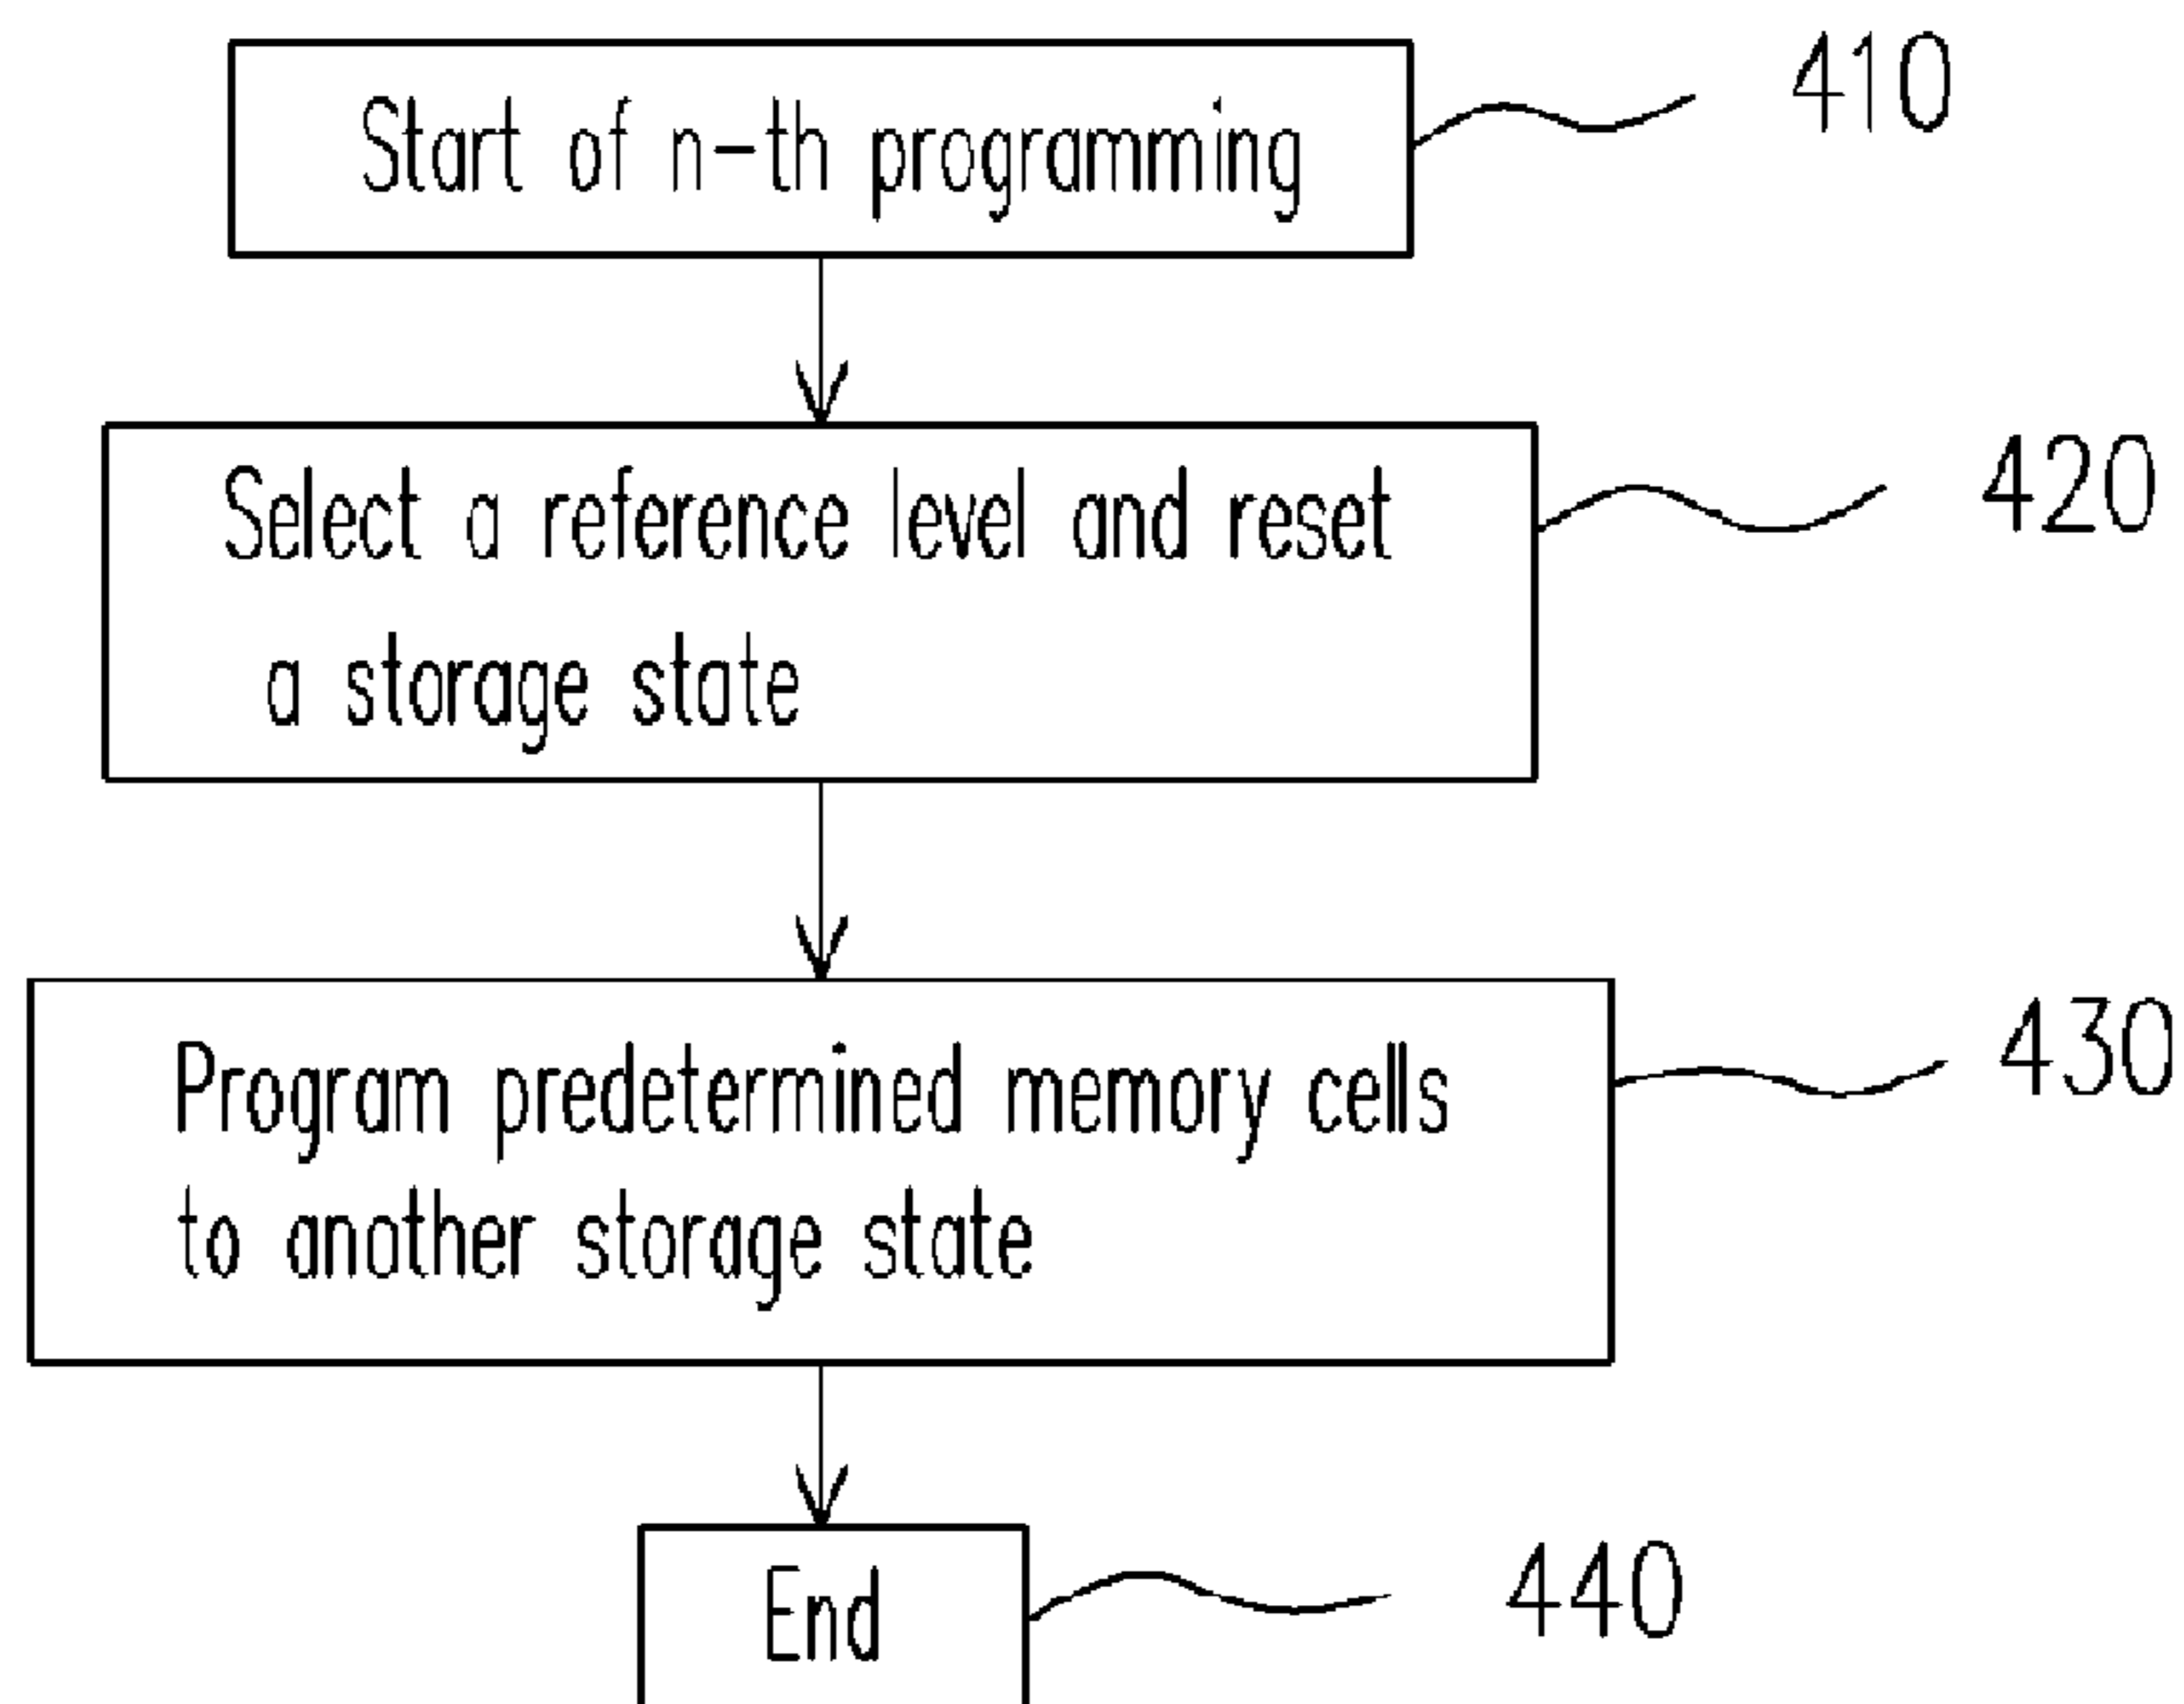 Start of n-th programming
410
Select a reference level and reset
a storage state
420
Program predetermined memory cells
to another storage state
430
End
440